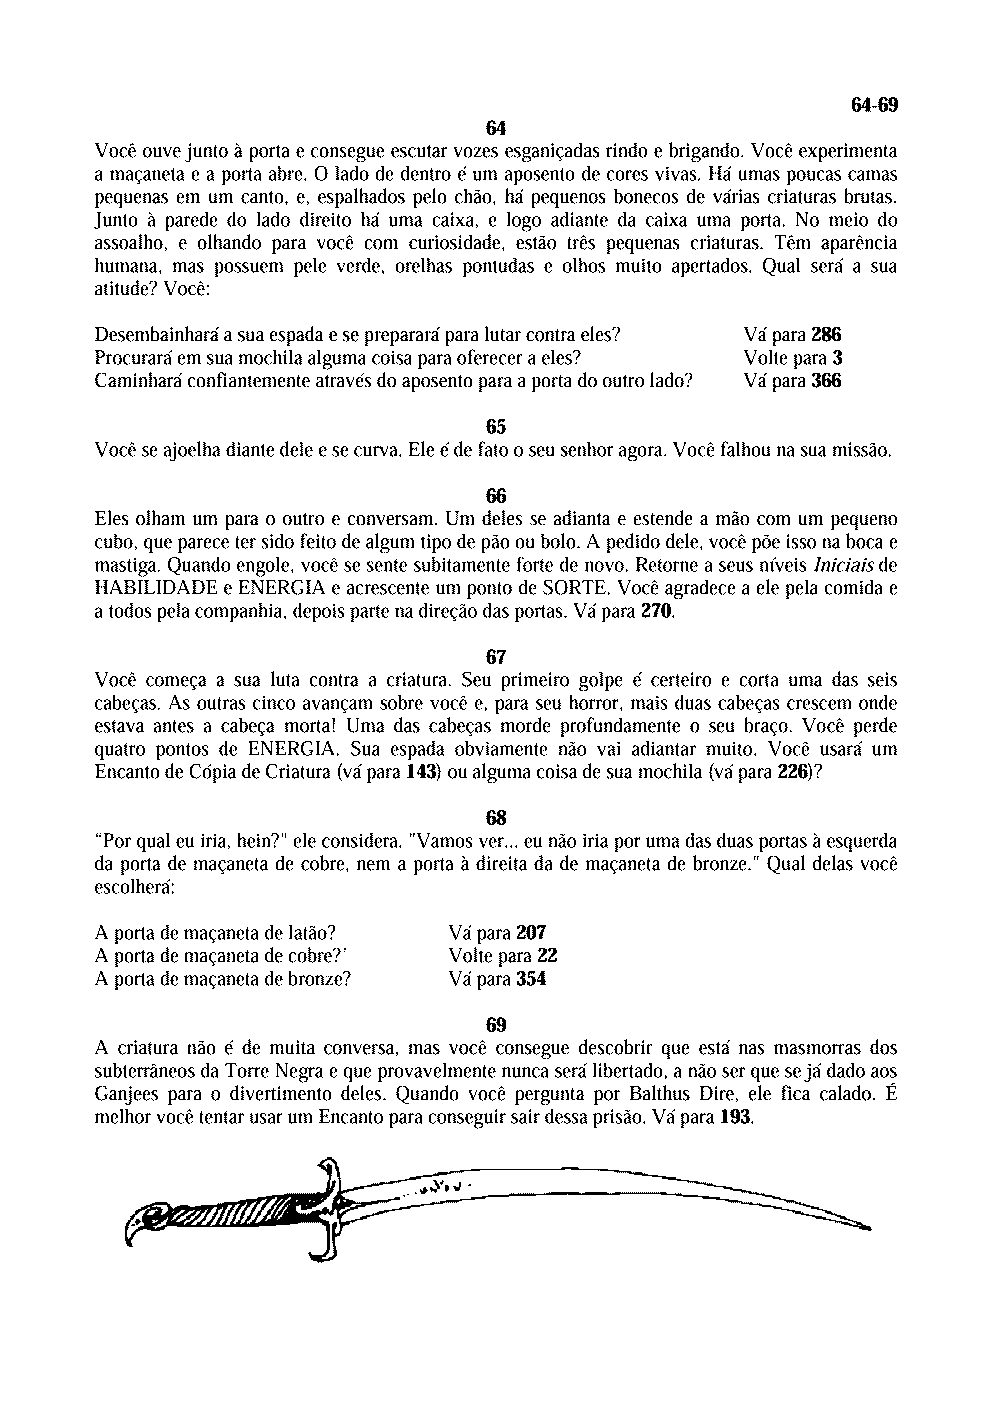 64-69
64
Você ouve junto à porta e consegue escutar vozes esganiçadas rindo e brigando. Você experimenta
a maçaneta e a porta abre. O lado de dentro é um aposento de cores vivas. Há umas poucas camas
pequenas em um canto, e, espalhados pelo chão, há pequenos bonecos de várias criaturas brutas.
Junto à parede do lado direito há uma caixa, e logo adiante da caixa uma porta. No meio do
assoalho, e olhando para você com curiosidade, estão três pequenas criaturas. Têm aparência
humana, mas possuem pele verde, orelhas pontudas e olhos muito apertados. Qual será a sua
atitude? Você:
Desembainhará a sua espada e se preparará para lutar contra eles? Vá para 286
Procurará em sua mochila alguma coisa para oferecer a eles? Volte para 3
Caminhará confiantemente através do aposento para a porta do outro lado? Vá para 366
65
Você se ajoelha diante dele e se curva. Ele é de fato o seu senhor agora. Você falhou na sua missão.
66
Eles olham um para o outro e conversam. Um deles se adianta e estende a mão com um pequeno
cubo, que parece ter sido feito de algum tipo de pão ou bolo. A pedido dele, você põe isso na boca e
mastiga. Quando engole, você se sente subitamente forte de novo. Retorne a seus níveis Iniciais de
HABILIDADE e ENERGIA e acrescente um ponto de SORTE. Você agradece a ele pela comida e
a todos pela companhia, depois parte na direção das portas. Vá para 270.
67
Você começa a sua luta contra a criatura. Seu primeiro golpe é certeiro e corta uma das seis
cabeças. As outras cinco avançam sobre você e, para seu horror, mais duas cabeças crescem onde
estava antes a cabeça morta! Uma das cabeças morde profundamente o seu braço. Você perde
quatro pontos de ENERGIA. Sua espada obviamente não vai adiantar muito. Você usará um
Encanto de Cópia de Criatura (vá para 143) ou alguma coisa de sua mochila (vá para 226)?
68
“Por qual eu iria, hein?" ele considera. "Vamos ver... eu não iria por uma das duas portas à esquerda
da porta de maçaneta de cobre, nem a porta à direita da de maçaneta de bronze." Qual delas você
escolherá:
A porta de maçaneta de latão? Vá para 207
A porta de maçaneta de cobre?' Volte para 22
A porta de maçaneta de bronze? Vá para 354
69
A criatura não é de muita conversa, mas você consegue descobrir que está nas masmorras dos
subterrâneos da Torre Negra e que provavelmente nunca será libertado, a não ser que se já dado aos
Ganjees para o divertimento deles. Quando você pergunta por Balthus Dire, ele fica calado. É
melhor você tentar usar um Encanto para conseguir sair dessa prisão. Vá para 193.